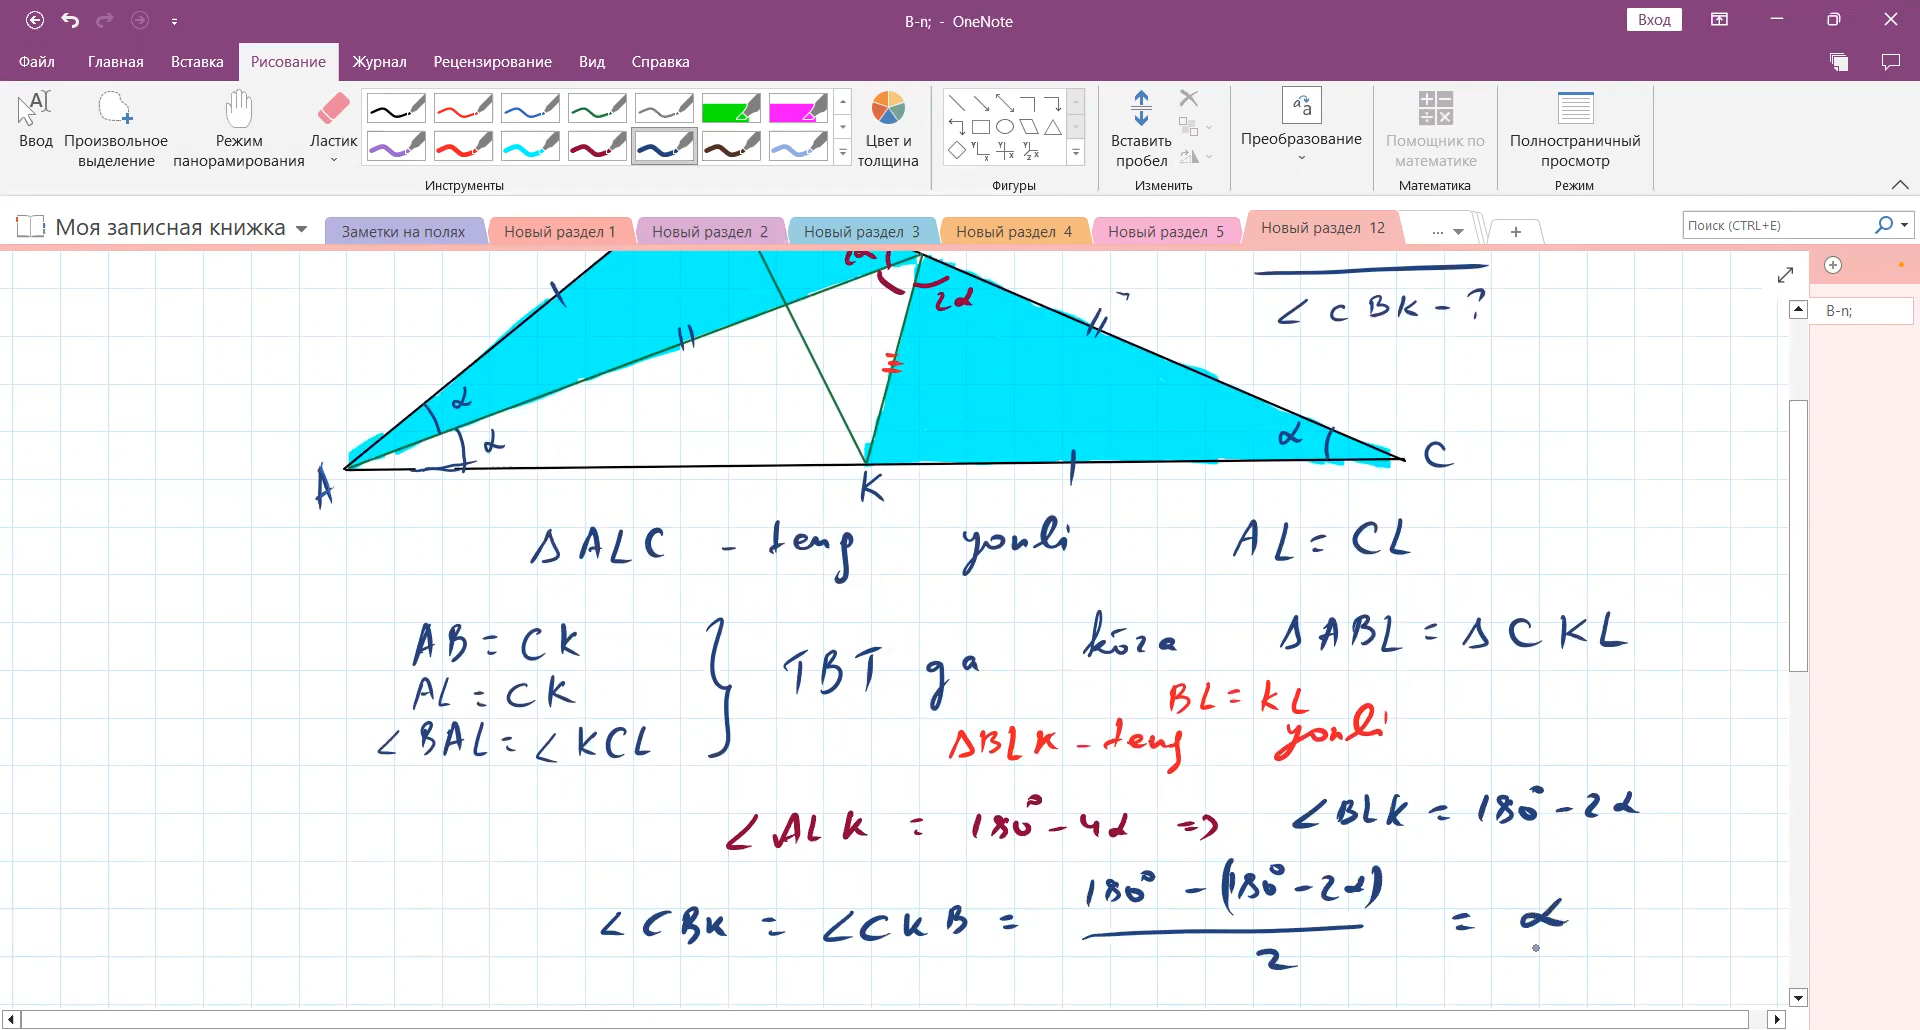 B-n; - OneNote
Вход
Файл Главная Вставка Рисование Журнал Рецензирование Вид Справка
Ввод
Произвольное выделение
Режим панорамирования
Ластик
Цвет и толщина
Вставить пробел
Преобразование
Помощник по математике
Полностраничный просмотр
Инструменты Фигуры Изменить Математика Режим
Моя записная книжка
Заметки на полях Новый раздел 1 Новый раздел 2 Новый раздел 3 Новый раздел 4 Новый раздел 5 Новый раздел 12 ... +
Поиск (CTRL+E)
B-n;
2α
2α
∠CBK - ?
α
α
α
A
K
C
ΔALC - teng yonli AL = CL
AB = CK
AL = CK
∠BAL = ∠KCL
TBT ga ko̅ra ΔABL = ΔCKL
BL = KL
ΔBLK - teng yonli
∠ALK = 180° - 4α => ∠BLK = 180° - 2α
∠CBK = ∠CKB = 180° - (180° - 2α) / 2 = α